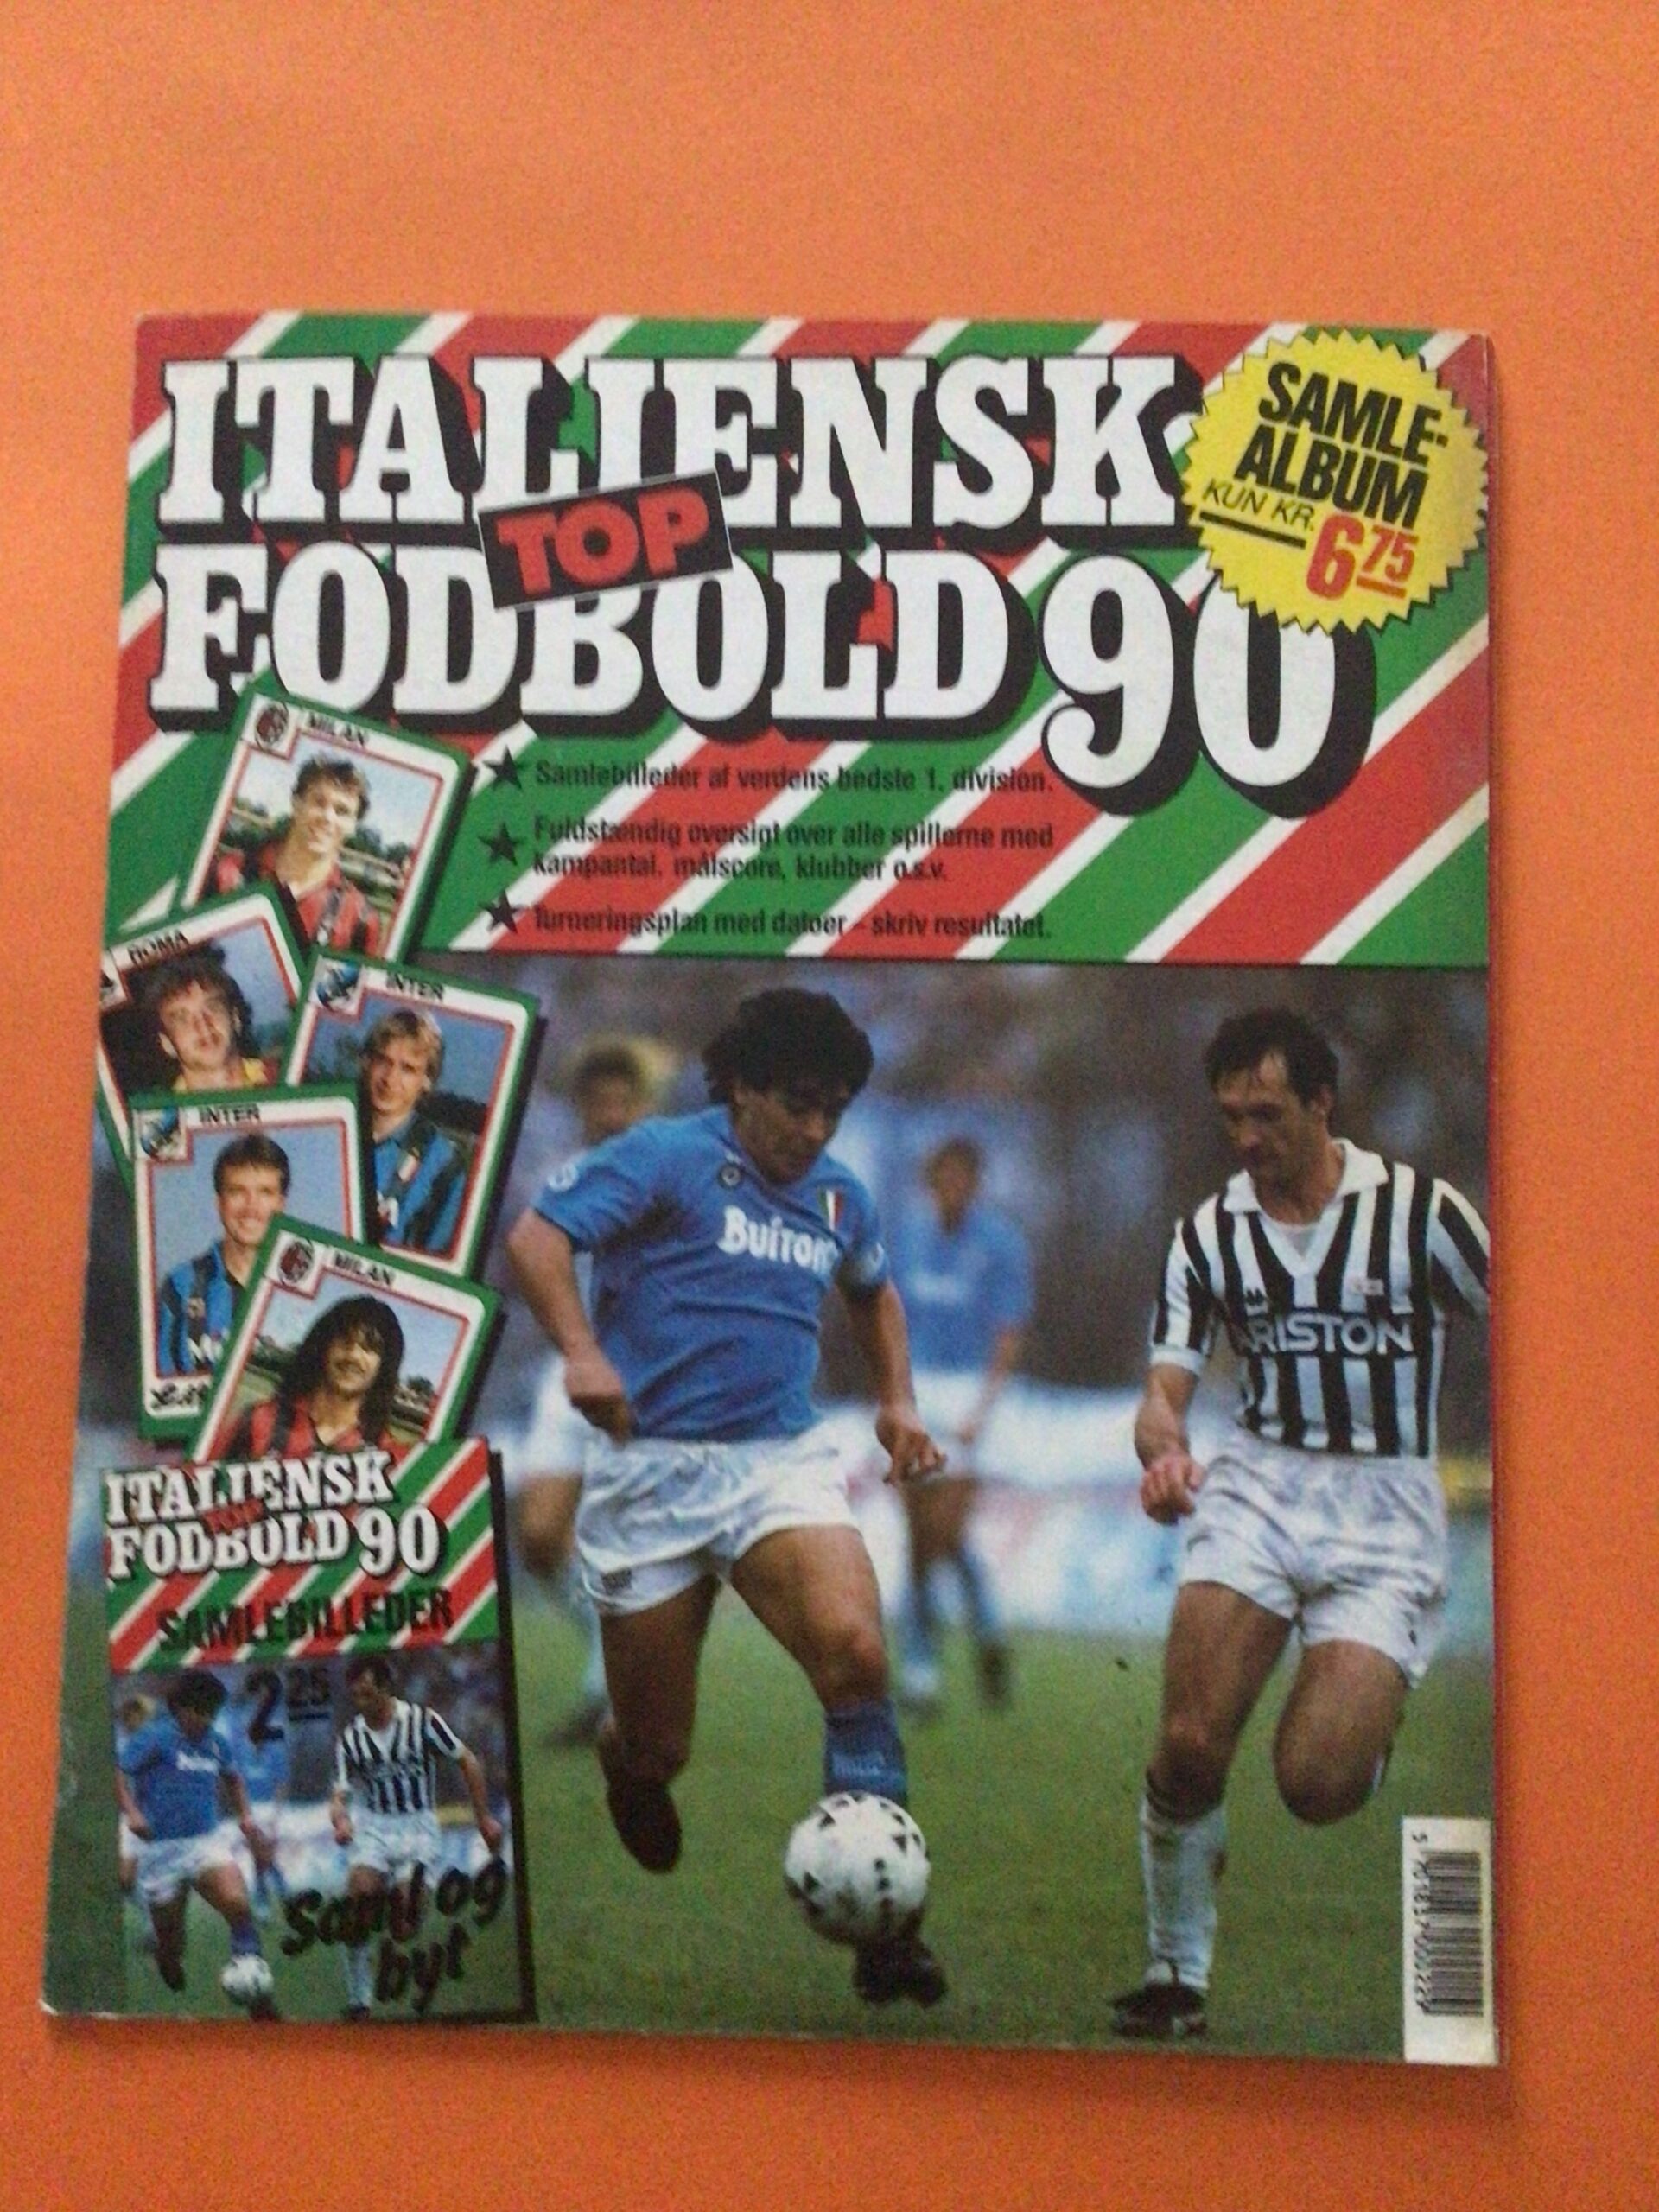 ITALIENSK
TOP
FODBOLD 90
SAMLE-
ALBUM
KUN KR.
6 75
★ Samlebilleder af verdens bedste 1. division.
★ Fuldstændig oversigt over alle spillerne med
kampantal, målscore, klubber o.s.v.
★ Turneringsplan med datoer – skriv resultatet.
MILAN
ROMA
INTER
INTER
MILAN
Buitoni
ARISTON
ITALIENSK
TOP
FODBOLD 90
SAMLEBILLEDER
2 25
Saml og
byt